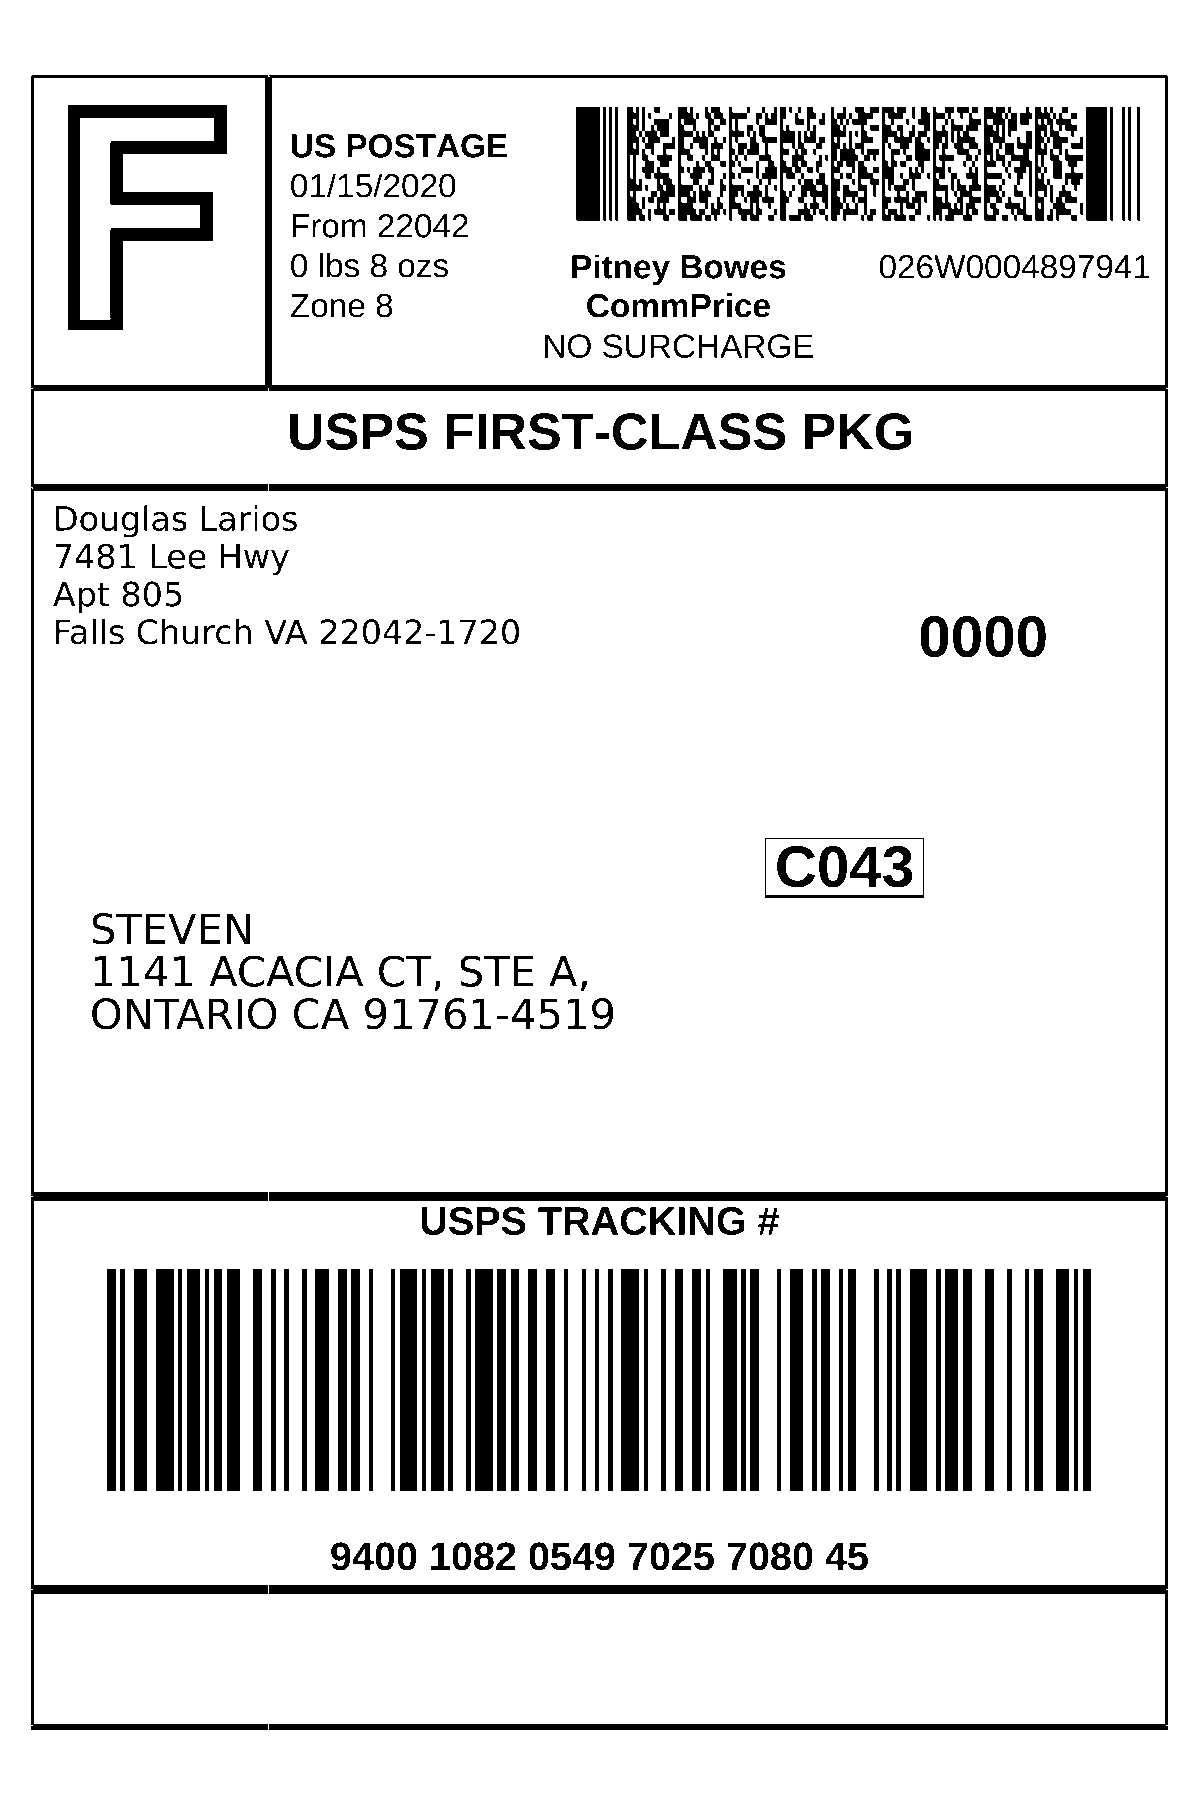 F
US POSTAGE
01/15/2020
From 22042
0 lbs 8 ozs
Zone 8
Pitney Bowes
CommPrice
NO SURCHARGE
026W0004897941
USPS FIRST-CLASS PKG
Douglas Larios
7481 Lee Hwy
Apt 805
Falls Church VA 22042-1720
0000
C043
STEVEN
1141 ACACIA CT, STE A,
ONTARIO CA 91761-4519
USPS TRACKING #
9400 1082 0549 7025 7080 45